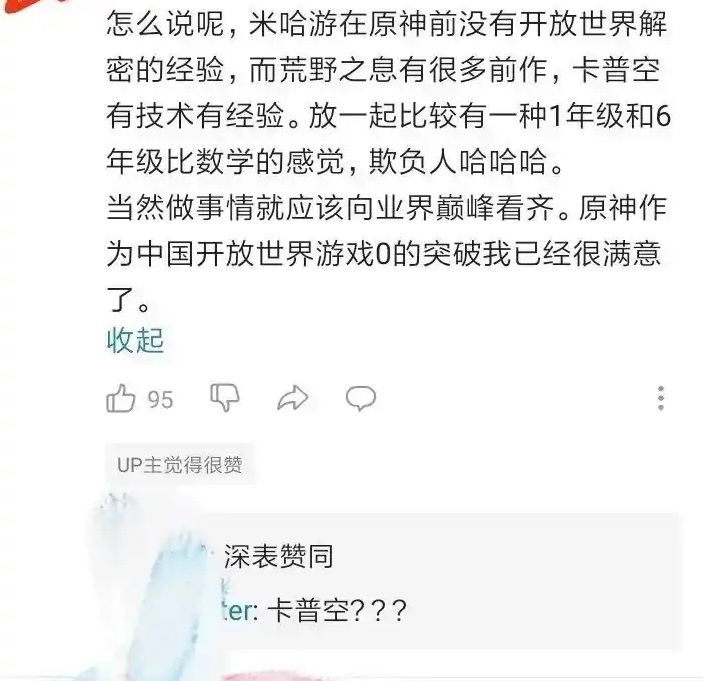 怎么说呢，米哈游在原神前没有开放世界解
密的经验，而荒野之息有很多前作，卡普空
有技术有经验。放一起比较有一种1年级和6
年级比数学的感觉，欺负人哈哈哈。
当然做事情就应该向业界巅峰看齐。原神作
为中国开放世界游戏0的突破我已经很满意
了。
收起
95
UP主觉得很赞
深表赞同
ter: 卡普空???